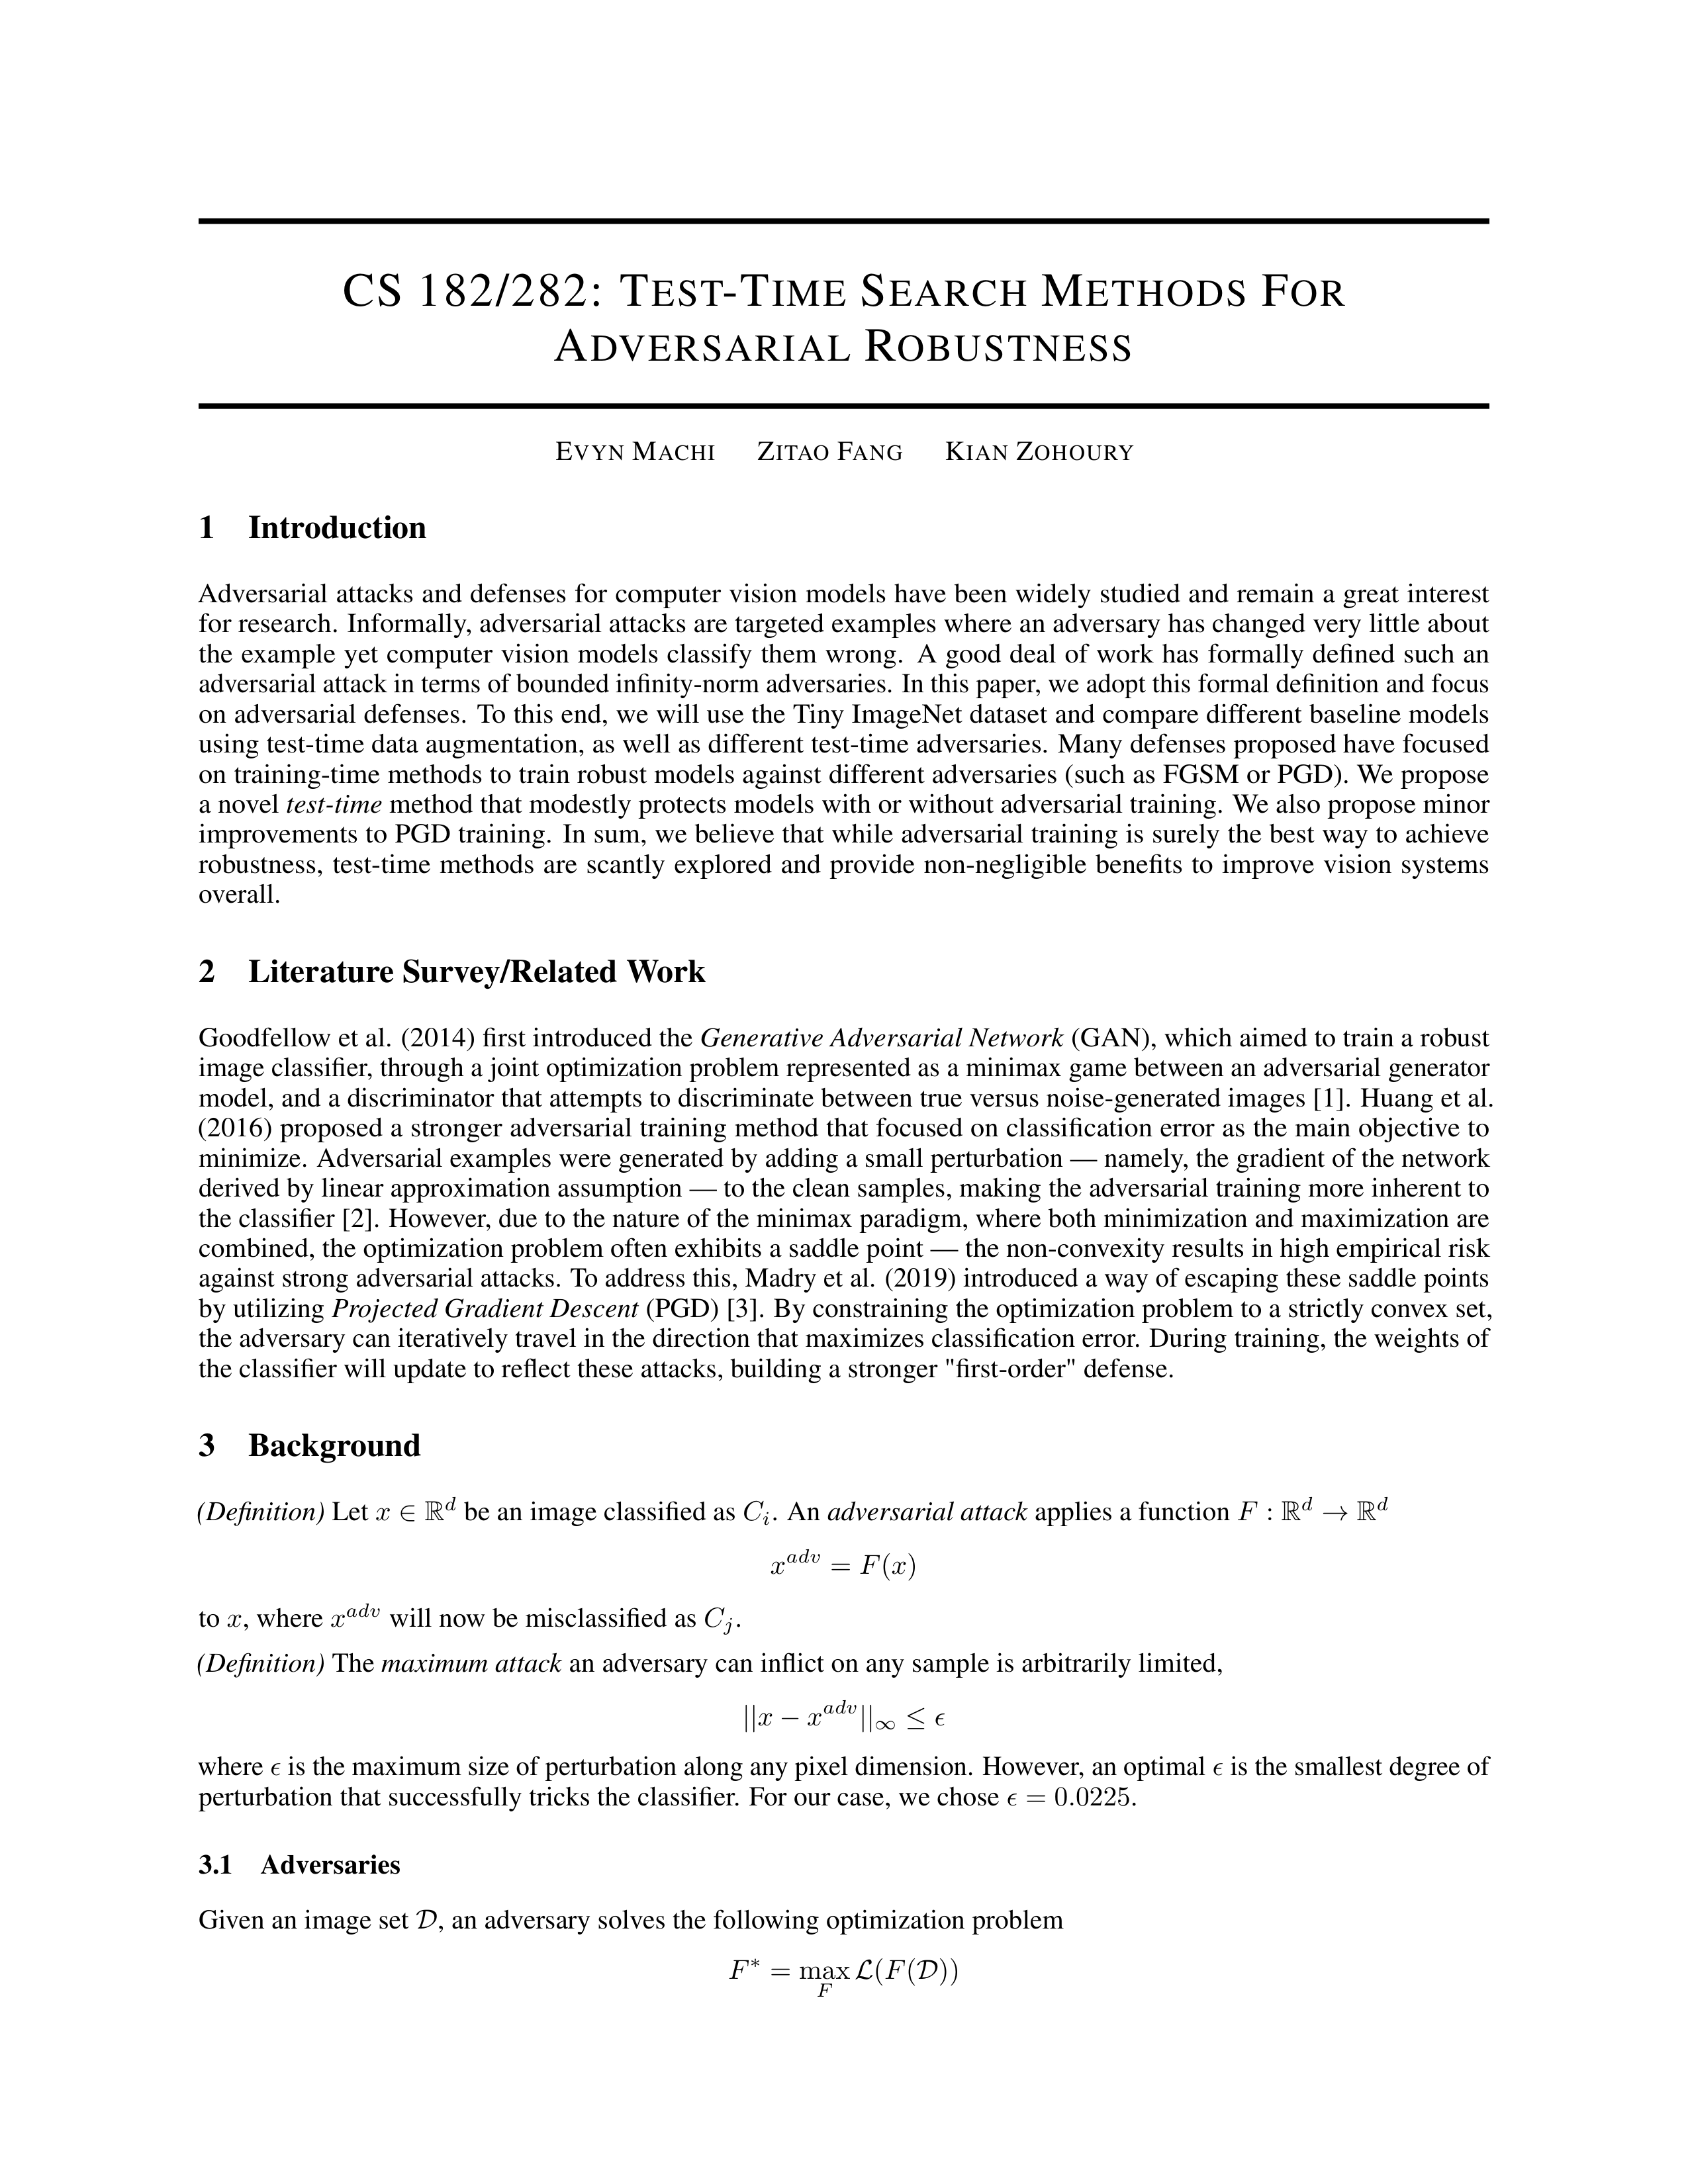 CS 182/282: TEST-TIME SEARCH METHODS FOR
ADVERSARIAL ROBUSTNESS
EVYN MACHI ZITAO FANG KIAN ZOHOURY
1 Introduction
Adversarial attacks and defenses for computer vision models have been widely studied and remain a great interest
for research. Informally, adversarial attacks are targeted examples where an adversary has changed very little about
the example yet computer vision models classify them wrong. A good deal of work has formally defined such an
adversarial attack in terms of bounded infinity-norm adversaries. In this paper, we adopt this formal definition and focus
on adversarial defenses. To this end, we will use the Tiny ImageNet dataset and compare different baseline models
using test-time data augmentation, as well as different test-time adversaries. Many defenses proposed have focused
on training-time methods to train robust models against different adversaries (such as FGSM or PGD). We propose
a novel test-time method that modestly protects models with or without adversarial training. We also propose minor
improvements to PGD training. In sum, we believe that while adversarial training is surely the best way to achieve
robustness, test-time methods are scantly explored and provide non-negligible benefits to improve vision systems
overall.
2 Literature Survey/Related Work
Goodfellow et al. (2014) first introduced the Generative Adversarial Network (GAN), which aimed to train a robust
image classifier, through a joint optimization problem represented as a minimax game between an adversarial generator
model, and a discriminator that attempts to discriminate between true versus noise-generated images [1]. Huang et al.
(2016) proposed a stronger adversarial training method that focused on classification error as the main objective to
minimize. Adversarial examples were generated by adding a small perturbation — namely, the gradient of the network
derived by linear approximation assumption — to the clean samples, making the adversarial training more inherent to
the classifier [2]. However, due to the nature of the minimax paradigm, where both minimization and maximization are
combined, the optimization problem often exhibits a saddle point — the non-convexity results in high empirical risk
against strong adversarial attacks. To address this, Madry et al. (2019) introduced a way of escaping these saddle points
by utilizing Projected Gradient Descent (PGD) [3]. By constraining the optimization problem to a strictly convex set,
the adversary can iteratively travel in the direction that maximizes classification error. During training, the weights of
the classifier will update to reflect these attacks, building a stronger "first-order" defense.
3 Background
(Definition) Let x ∈ ℝ^d be an image classified as C_i. An adversarial attack applies a function F : ℝ^d → ℝ^d
x^{adv} = F(x)
to x, where x^{adv} will now be misclassified as C_j.
(Definition) The maximum attack an adversary can inflict on any sample is arbitrarily limited,
||x − x^{adv}||_∞ ≤ ϵ
where ϵ is the maximum size of perturbation along any pixel dimension. However, an optimal ϵ is the smallest degree of
perturbation that successfully tricks the classifier. For our case, we chose ϵ = 0.0225.
3.1 Adversaries
Given an image set 𝒟, an adversary solves the following optimization problem
F* = max_F ℒ(F(𝒟))